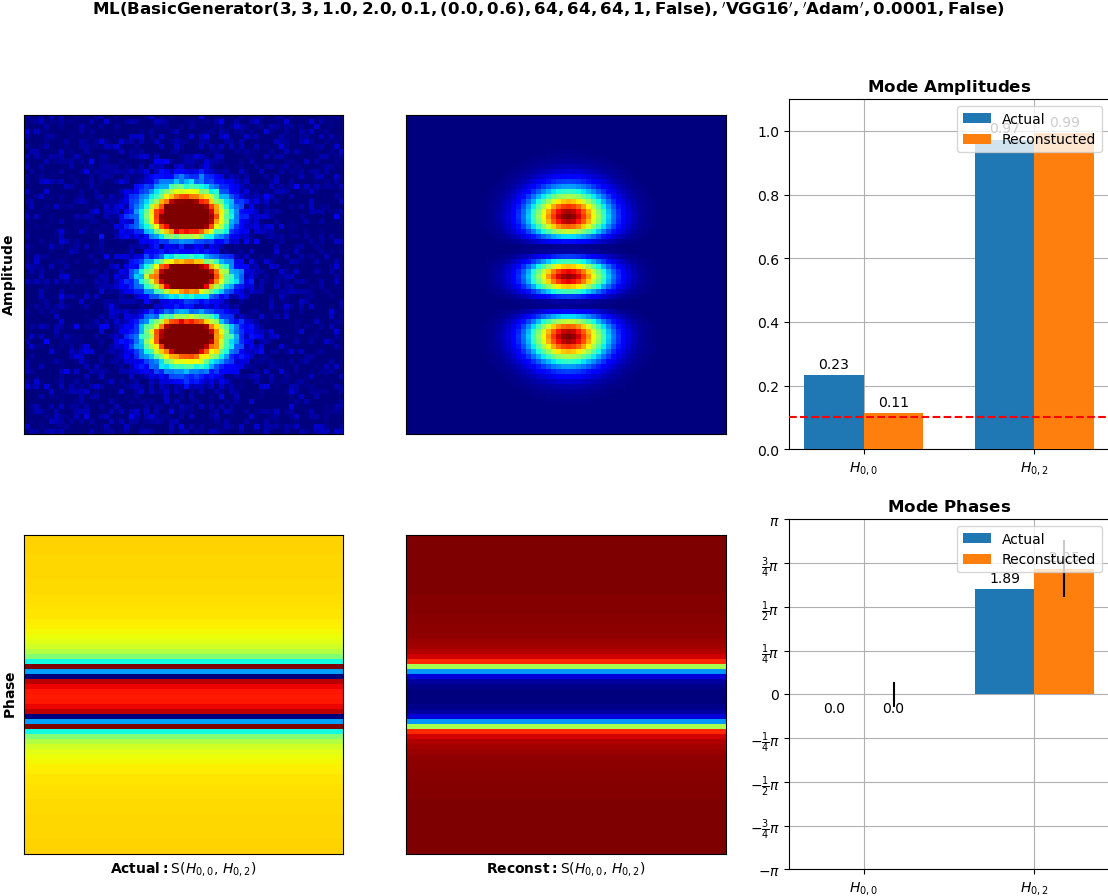 ML(BasicGenerator(3, 3, 1.0, 2.0, 0.1, (0.0, 0.6), 64, 64, 64, 1, False), ′VGG16′, ′Adam′, 0.0001, False)
Amplitude
Mode Amplitudes
Actual
Reconstucted
1.0
0.8
0.6
0.4
0.2
0.0
0.23
0.11
0.97
0.99
H0,0
H0,2
Phase
Actual: S(H0,0, H0,2)
Reconst: S(H0,0, H0,2)
Mode Phases
Actual
Reconstucted
π
3/4π
1/2π
1/4π
0
−1/4π
−1/2π
−3/4π
−π
0.0
0.0
1.89
H0,0
H0,2